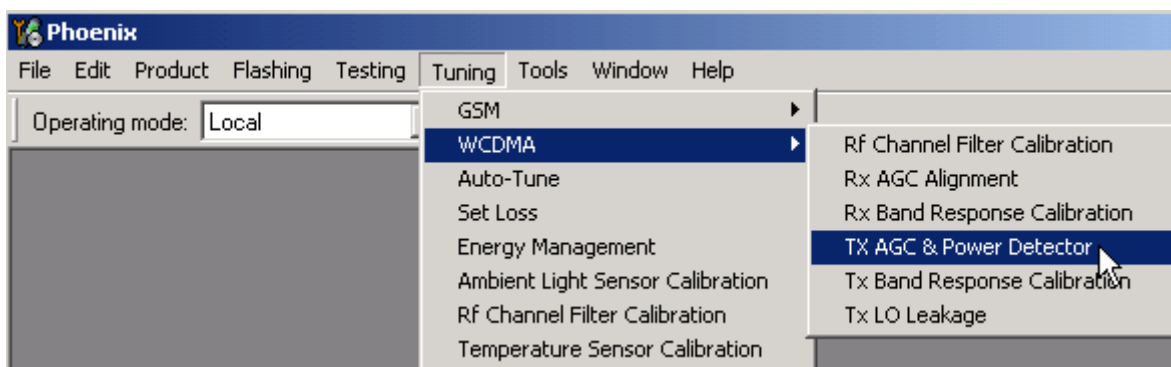 Phoenix
File Edit Product Flashing Testing Tuning Tools Window Help
Operating mode: Local
GSM
WCDMA
Auto-Tune
Set Loss
Energy Management
Ambient Light Sensor Calibration
Rf Channel Filter Calibration
Temperature Sensor Calibration
Rf Channel Filter Calibration
Rx AGC Alignment
Rx Band Response Calibration
TX AGC & Power Detector
Tx Band Response Calibration
Tx LO Leakage